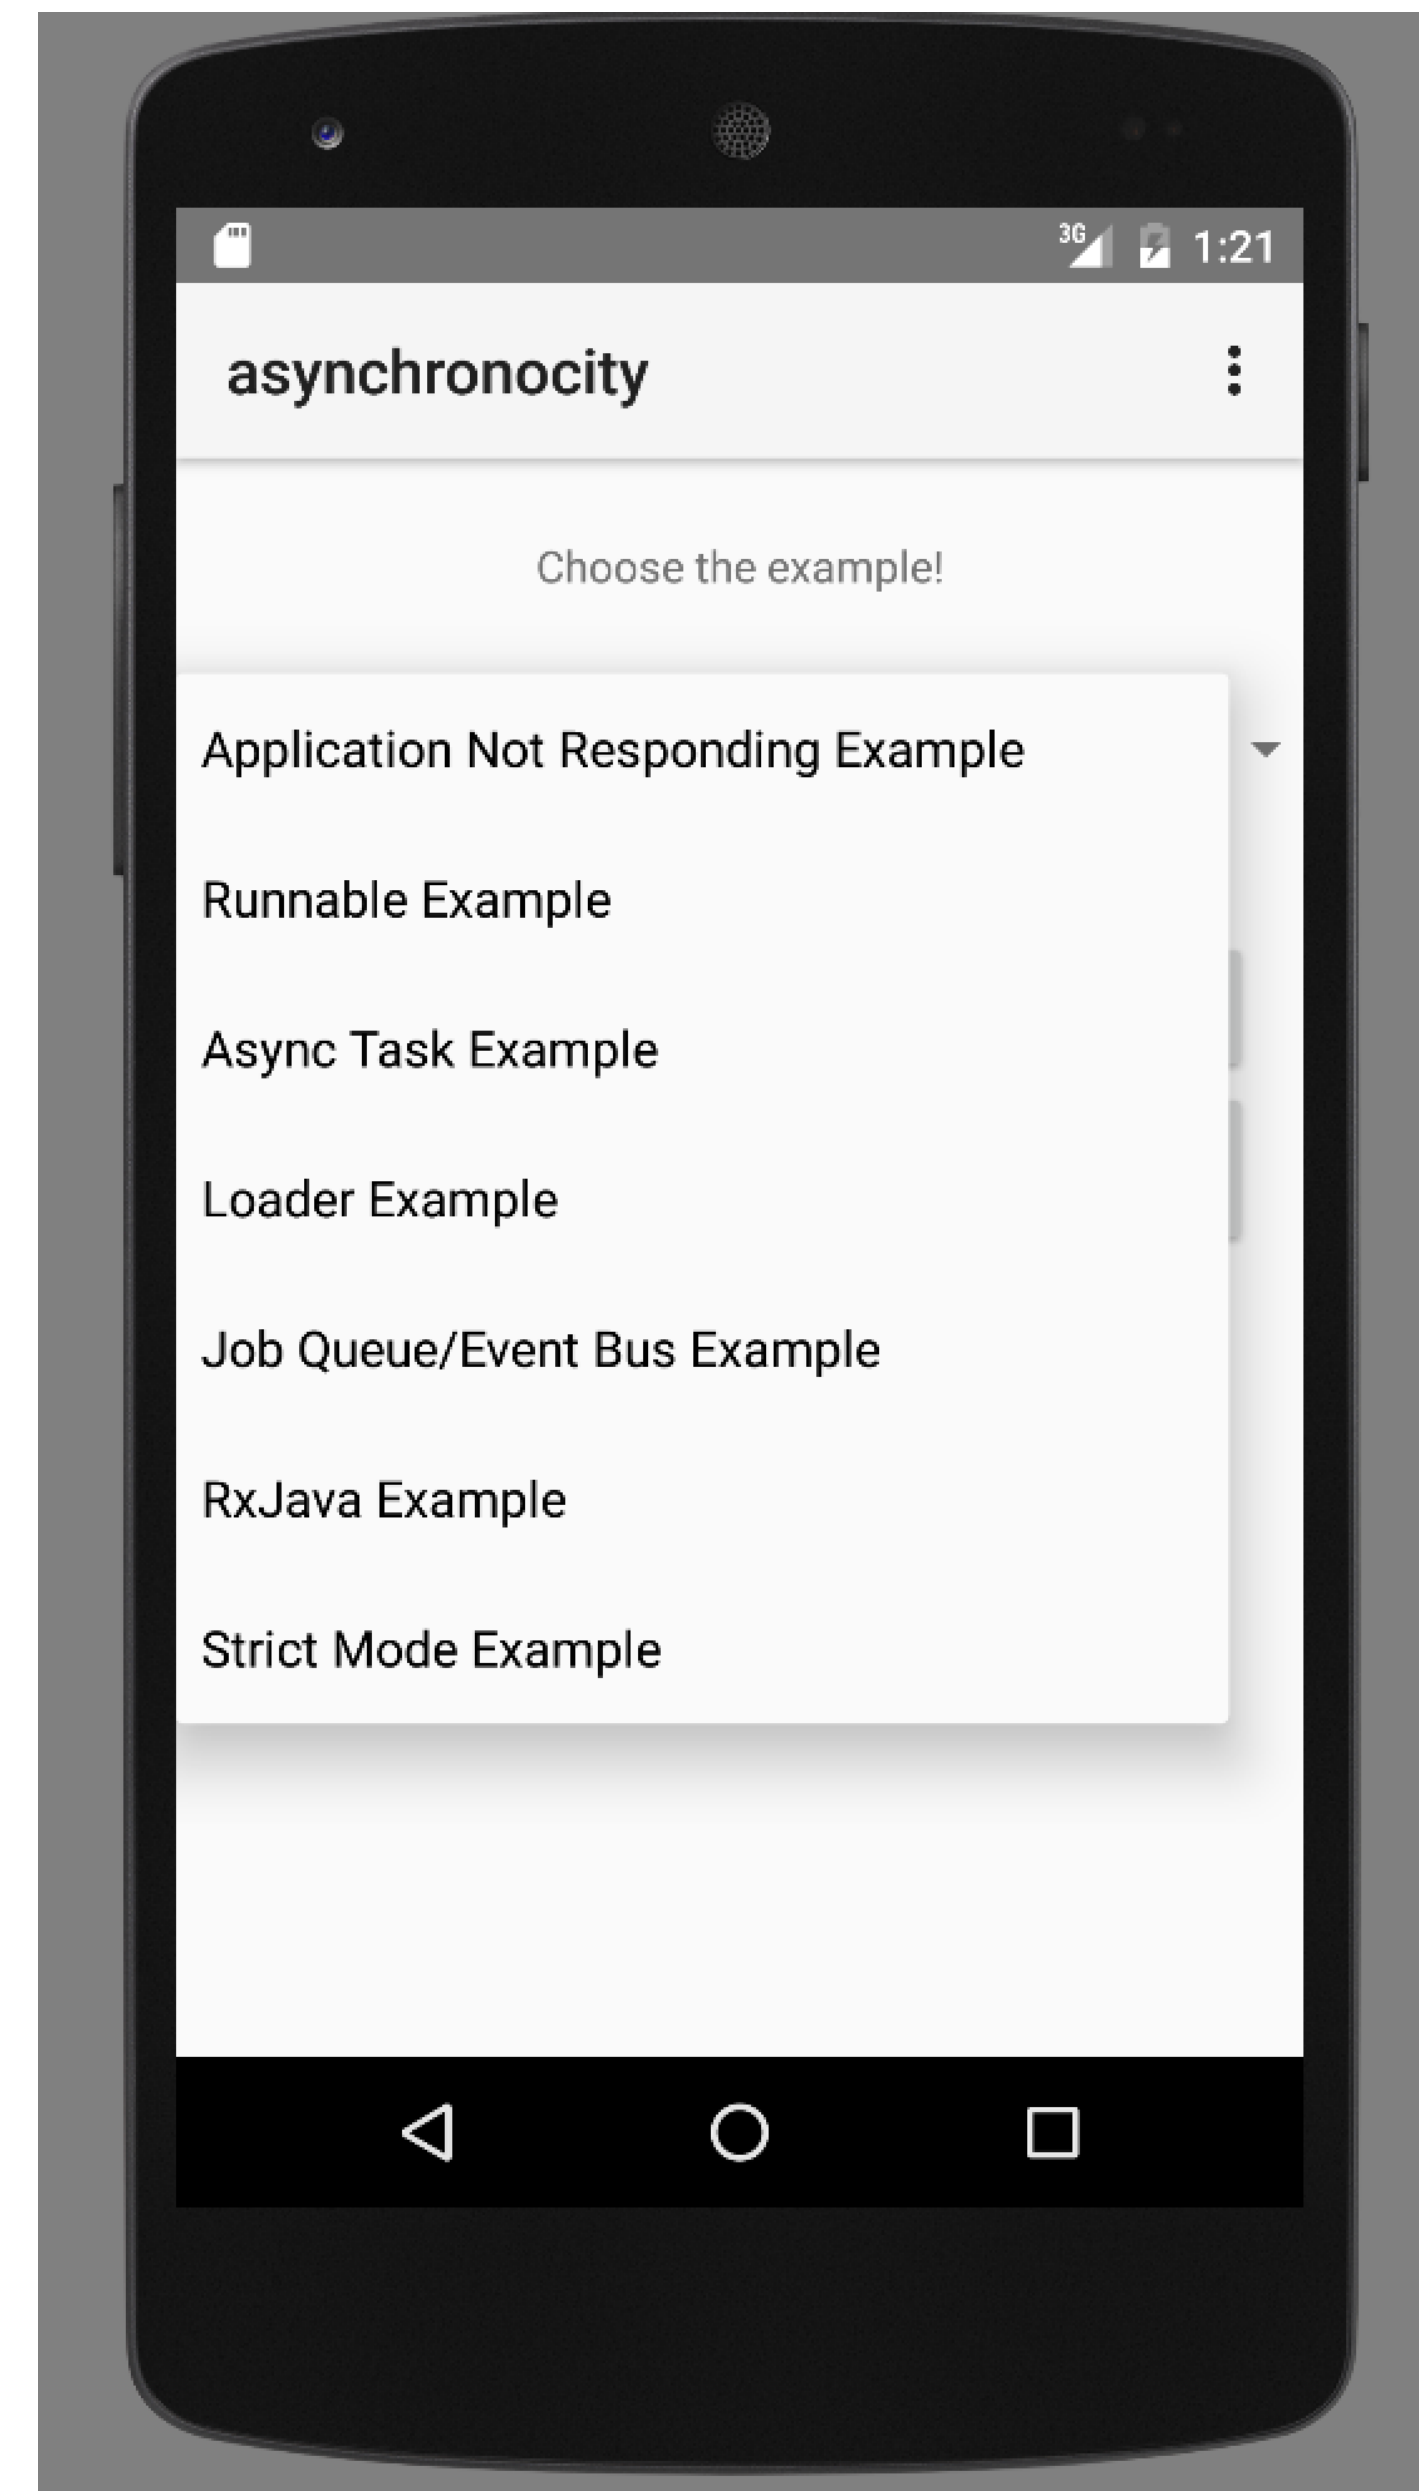 3G 1:21
asynchronocity
Choose the example!
Application Not Responding Example
Runnable Example
Async Task Example
Loader Example
Job Queue/Event Bus Example
RxJava Example
Strict Mode Example